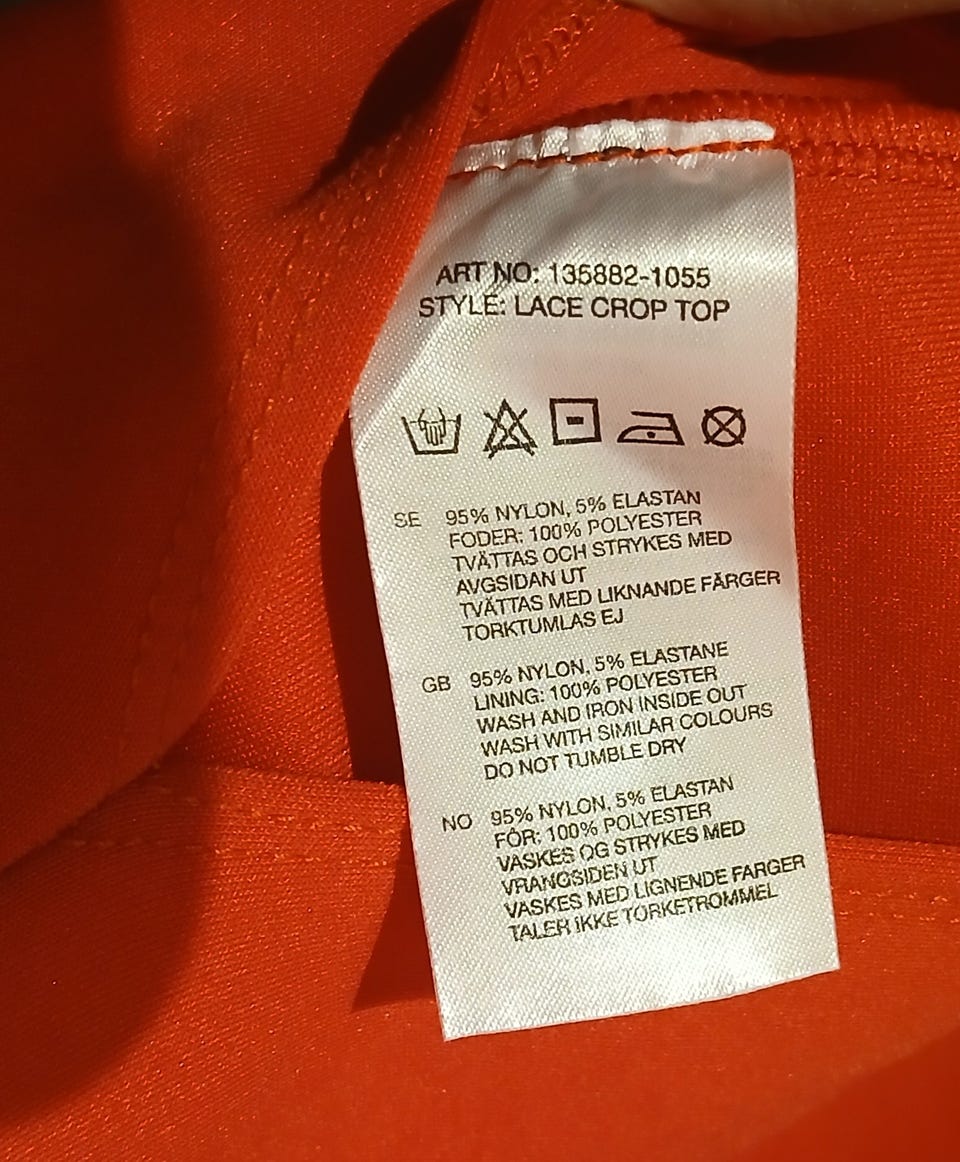 ART NO: 135882-1055
STYLE: LACE CROP TOP
SE 95% NYLON, 5% ELASTAN
FODER: 100% POLYESTER
TVÄTTAS OCH STRYKES MED
AVGSIDAN UT
TVÄTTAS MED LIKNANDE FÄRGER
TORKTUMLAS EJ
GB 95% NYLON, 5% ELASTANE
LINING: 100% POLYESTER
WASH AND IRON INSIDE OUT
WASH WITH SIMILAR COLOURS
DO NOT TUMBLE DRY
NO 95% NYLON, 5% ELASTAN
FÔR: 100% POLYESTER
VASKES OG STRYKES MED
VRANGSIDEN UT
VASKES MED LIGNENDE FARGER
TALER IKKE TORKETROMMEL